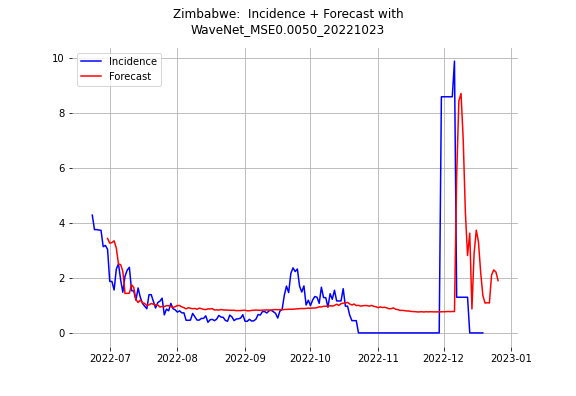 Zimbabwe:  Incidence + Forecast with
WaveNet_MSE0.0050_20221023
Incidence
Forecast
10
8
6
4
2
0
2022-07 2022-08 2022-09 2022-10 2022-11 2022-12 2023-01